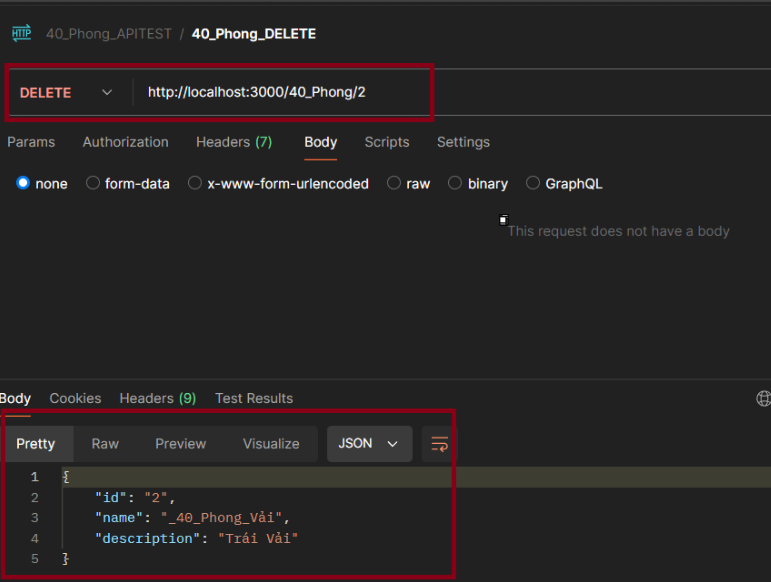 HTTP 40_Phong_APITEST / 40_Phong_DELETE
DELETE http://localhost:3000/40_Phong/2
Params Authorization Headers (7) Body Scripts Settings
none form-data x-www-form-urlencoded raw binary GraphQL
This request does not have a body
Body Cookies Headers (9) Test Results
Pretty Raw Preview Visualize JSON
1 {
2 "id": "2",
3 "name": "_40_Phong_Vải",
4 "description": "Trái Vải"
5 }